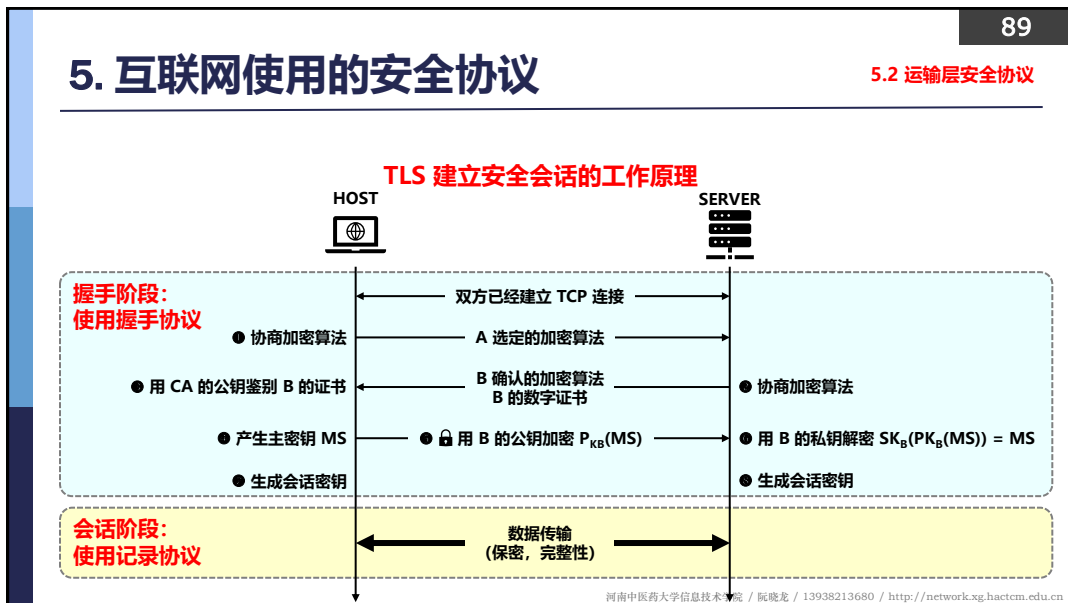 89
5. 互联网使用的安全协议
5.2 运输层安全协议
TLS 建立安全会话的工作原理
HOST
SERVER
握手阶段：
使用握手协议
双方已经建立 TCP 连接
协商加密算法
A 选定的加密算法
用 CA 的公钥鉴别 B 的证书
B 确认的加密算法
B 的数字证书
协商加密算法
产生主密钥 MS
用 B 的公钥加密 PKB(MS)
用 B 的私钥解密 SKB(PKB(MS)) = MS
生成会话密钥
生成会话密钥
会话阶段：
使用记录协议
数据传输
(保密，完整性)
河南中医药大学信息技术学院 / 阮晓龙 / 13938213680 / http://network.xg.hactcm.edu.cn